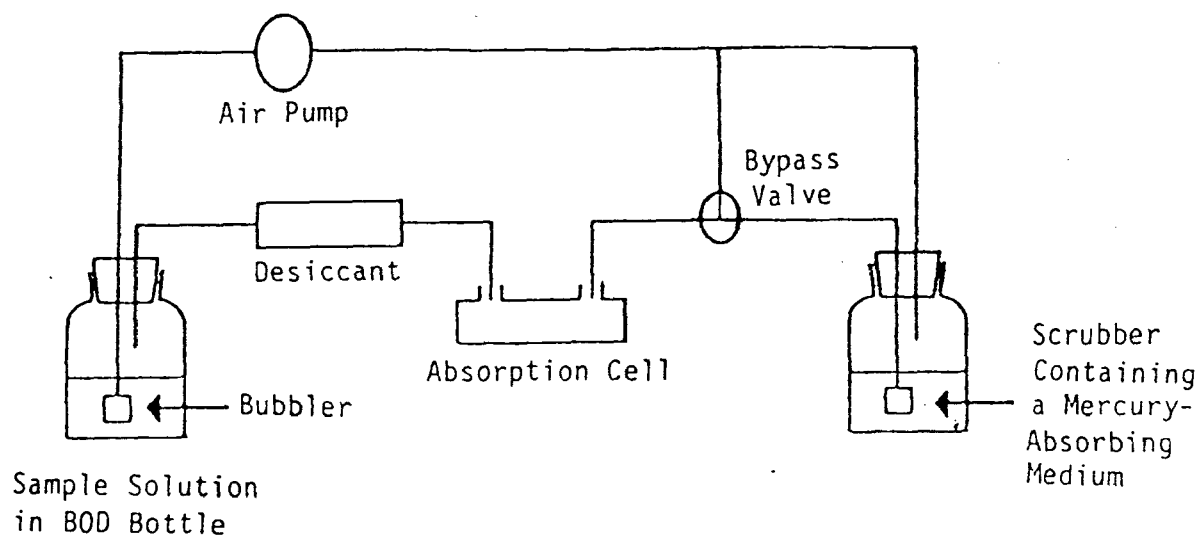 Air Pump
Bypass
Valve
Desiccant
Absorption Cell
Bubbler
Scrubber
Containing
a Mercury-
Absorbing
Medium
Sample Solution
in BOD Bottle